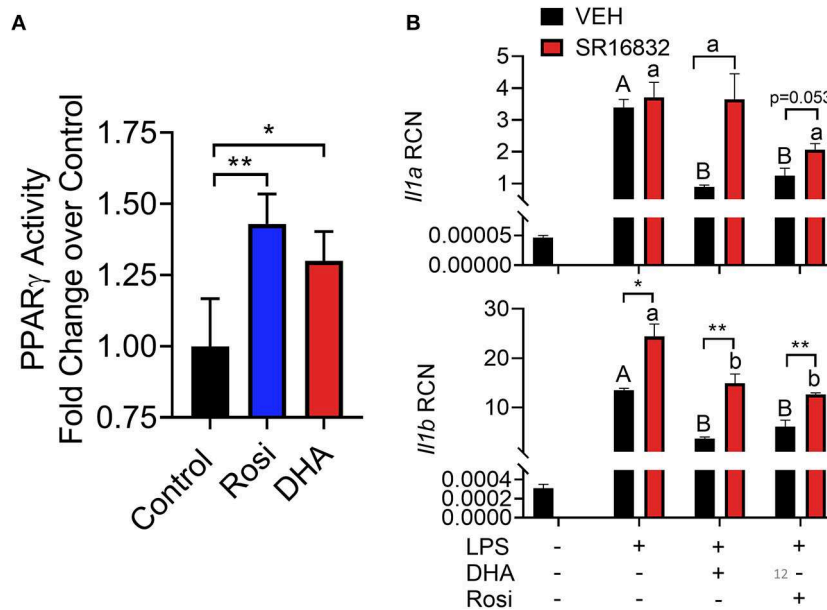 A
PPARγ Activity
Fold Change over Control
1.75
1.50
1.25
1.00
0.75
**
*
Control
Rosi
DHA
B
VEH
SR16832
Il1a RCN
5
4
3
2
1
0.00005
0.00000
A
a
a
B
p=0.053
B
a
Il1b RCN
30
20
10
0.0004
0.0002
0.0000
*
A
a
**
B
b
**
B
b
LPS - + + +
DHA - - + 12 -
Rosi - - - +